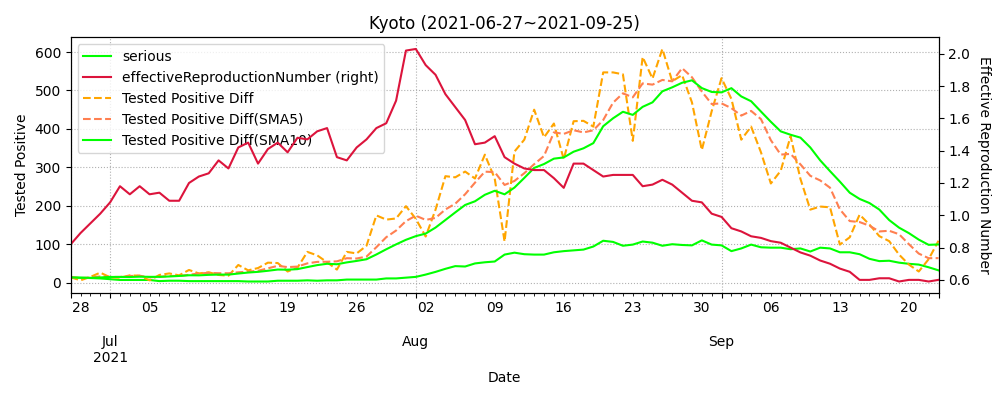 Kyoto (2021-06-27~2021-09-25)
serious
effectiveReproductionNumber (right)
Tested Positive Diff
Tested Positive Diff(SMA5)
Tested Positive Diff(SMA10)
Tested Positive
600
500
400
300
200
100
0
2.0
1.8
1.6
1.4
1.2
1.0
0.8
0.6
Effective Reproduction Number
28 05 12 19 26 02 09 16 23 30 06 13 20
Jul Aug Sep
2021
Date